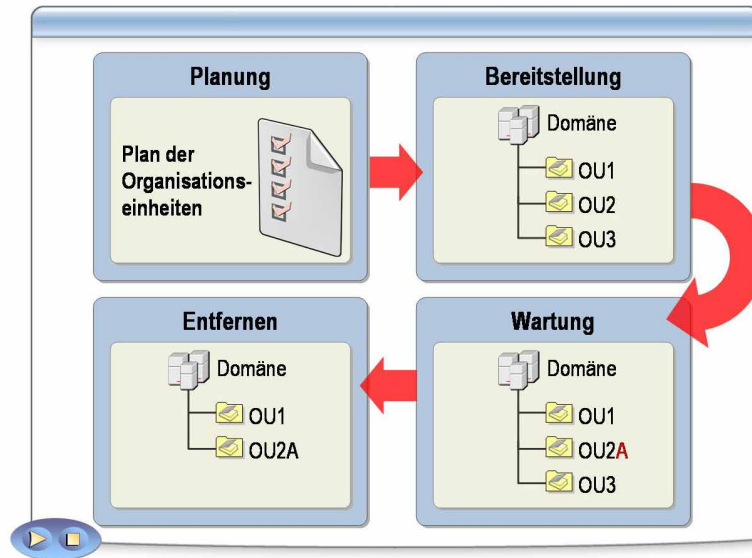 Planung
Plan der
Organisations-
einheiten
Bereitstellung
Domäne
OU1
OU2
OU3
Entfernen
Domäne
OU1
OU2A
Wartung
Domäne
OU1
OU2A
OU3